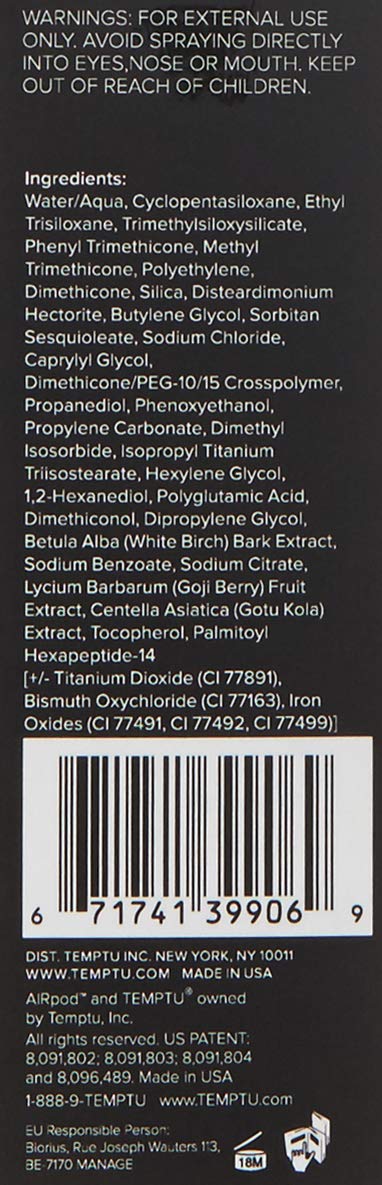 WARNINGS: FOR EXTERNAL USE
ONLY. AVOID SPRAYING DIRECTLY
INTO EYES,NOSE OR MOUTH. KEEP
OUT OF REACH OF CHILDREN.
Ingredients:
Water/Aqua, Cyclopentasiloxane, Ethyl
Trisiloxane, Trimethylsiloxysilicate,
Phenyl Trimethicone, Methyl
Trimethicone, Polyethylene,
Dimethicone, Silica, Disteardimonium
Hectorite, Butylene Glycol, Sorbitan
Sesquioleate, Sodium Chloride,
Caprylyl Glycol,
Dimethicone/PEG-10/15 Crosspolymer,
Propanediol, Phenoxyethanol,
Propylene Carbonate, Dimethyl
Isosorbide, Isopropyl Titanium
Triisostearate, Hexylene Glycol,
1,2-Hexanediol, Polyglutamic Acid,
Dimethiconol, Dipropylene Glycol,
Betula Alba (White Birch) Bark Extract,
Sodium Benzoate, Sodium Citrate,
Lycium Barbarum (Goji Berry) Fruit
Extract, Centella Asiatica (Gotu Kola)
Extract, Tocopherol, Palmitoyl
Hexapeptide-14
[+/- Titanium Dioxide (CI 77891),
Bismuth Oxychloride (CI 77163), Iron
Oxides (CI 77491, CI 77492, CI 77499)]
6 71741 39906 9
DIST. TEMPTU INC. NEW YORK, NY 10011
WWW.TEMPTU.COM MADE IN USA
AIRpod™ and TEMPTU® owned
by Temptu, Inc.
All rights reserved. US PATENT:
8,091,802; 8,091,803; 8,091,804
and 8,096,489. Made in USA
1-888-9-TEMPTU www.TEMPTU.com
EU Responsible Person:
Biorius, Rue Joseph Wauters 113,
BE-7170 MANAGE
18M